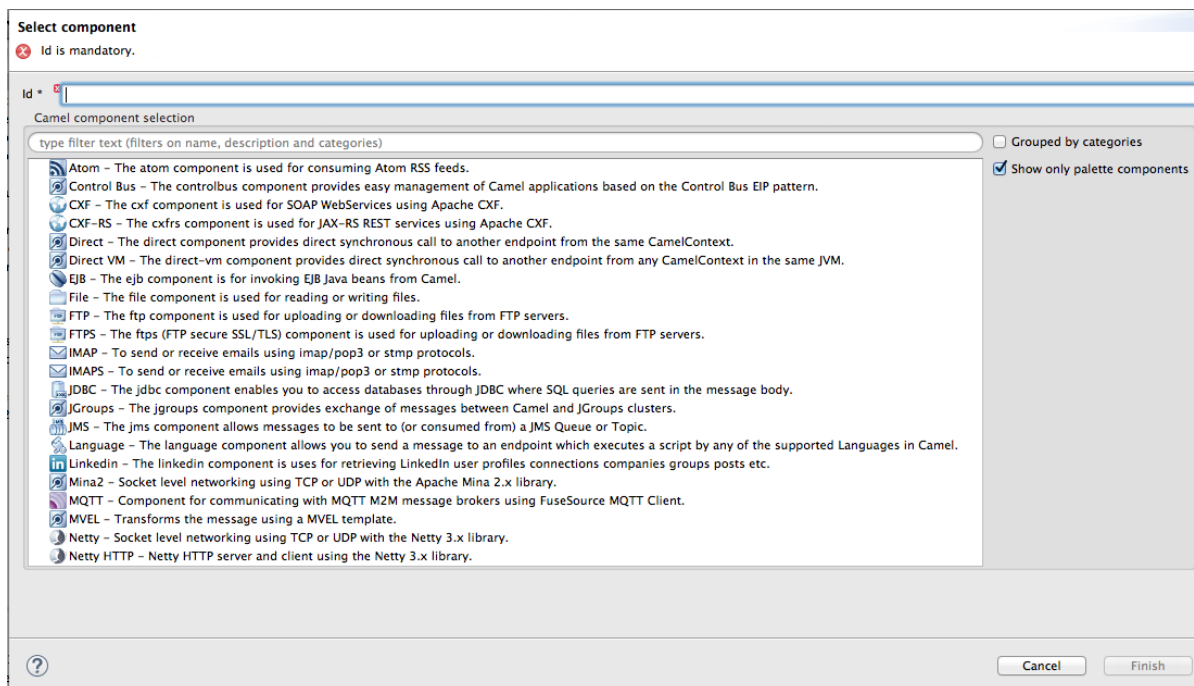 Select component
Id is mandatory.
Id *
Camel component selection
type filter text (filters on name, description and categories)
Grouped by categories
Show only palette components
Atom – The atom component is used for consuming Atom RSS feeds.
Control Bus – The controlbus component provides easy management of Camel applications based on the Control Bus EIP pattern.
CXF – The cxf component is used for SOAP WebServices using Apache CXF.
CXF-RS – The cxfrs component is used for JAX-RS REST services using Apache CXF.
Direct – The direct component provides direct synchronous call to another endpoint from the same CamelContext.
Direct VM – The direct-vm component provides direct synchronous call to another endpoint from any CamelContext in the same JVM.
EJB – The ejb component is for invoking EJB Java beans from Camel.
File – The file component is used for reading or writing files.
FTP – The ftp component is used for uploading or downloading files from FTP servers.
FTPS – The ftps (FTP secure SSL/TLS) component is used for uploading or downloading files from FTP servers.
IMAP – To send or receive emails using imap/pop3 or stmp protocols.
IMAPS – To send or receive emails using imap/pop3 or stmp protocols.
JDBC – The jdbc component enables you to access databases through JDBC where SQL queries are sent in the message body.
JGroups – The jgroups component provides exchange of messages between Camel and JGroups clusters.
JMS – The jms component allows messages to be sent to (or consumed from) a JMS Queue or Topic.
Language – The language component allows you to send a message to an endpoint which executes a script by any of the supported Languages in Camel.
Linkedin – The linkedin component is uses for retrieving LinkedIn user profiles connections companies groups posts etc.
Mina2 – Socket level networking using TCP or UDP with the Apache Mina 2.x library.
MQTT – Component for communicating with MQTT M2M message brokers using FuseSource MQTT Client.
MVEL – Transforms the message using a MVEL template.
Netty – Socket level networking using TCP or UDP with the Netty 3.x library.
Netty HTTP – Netty HTTP server and client using the Netty 3.x library.
Cancel
Finish